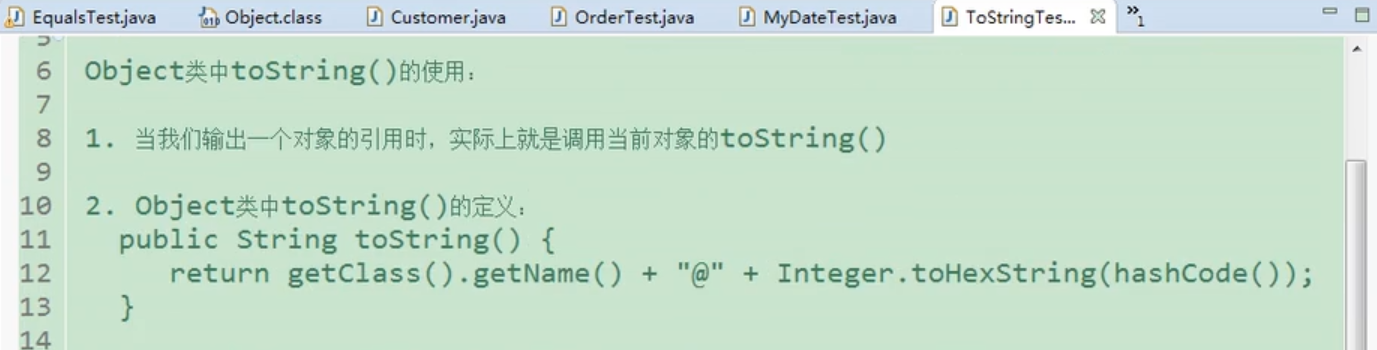 EqualsTest.java Object.class Customer.java OrderTest.java MyDateTest.java ToStringTes... »1
5
6 Object类中toString()的使用:
7
8 1. 当我们输出一个对象的引用时，实际上就是调用当前对象的toString()
9
10 2. Object类中toString()的定义:
11 public String toString() {
12 return getClass().getName() + "@" + Integer.toHexString(hashCode());
13 }
14